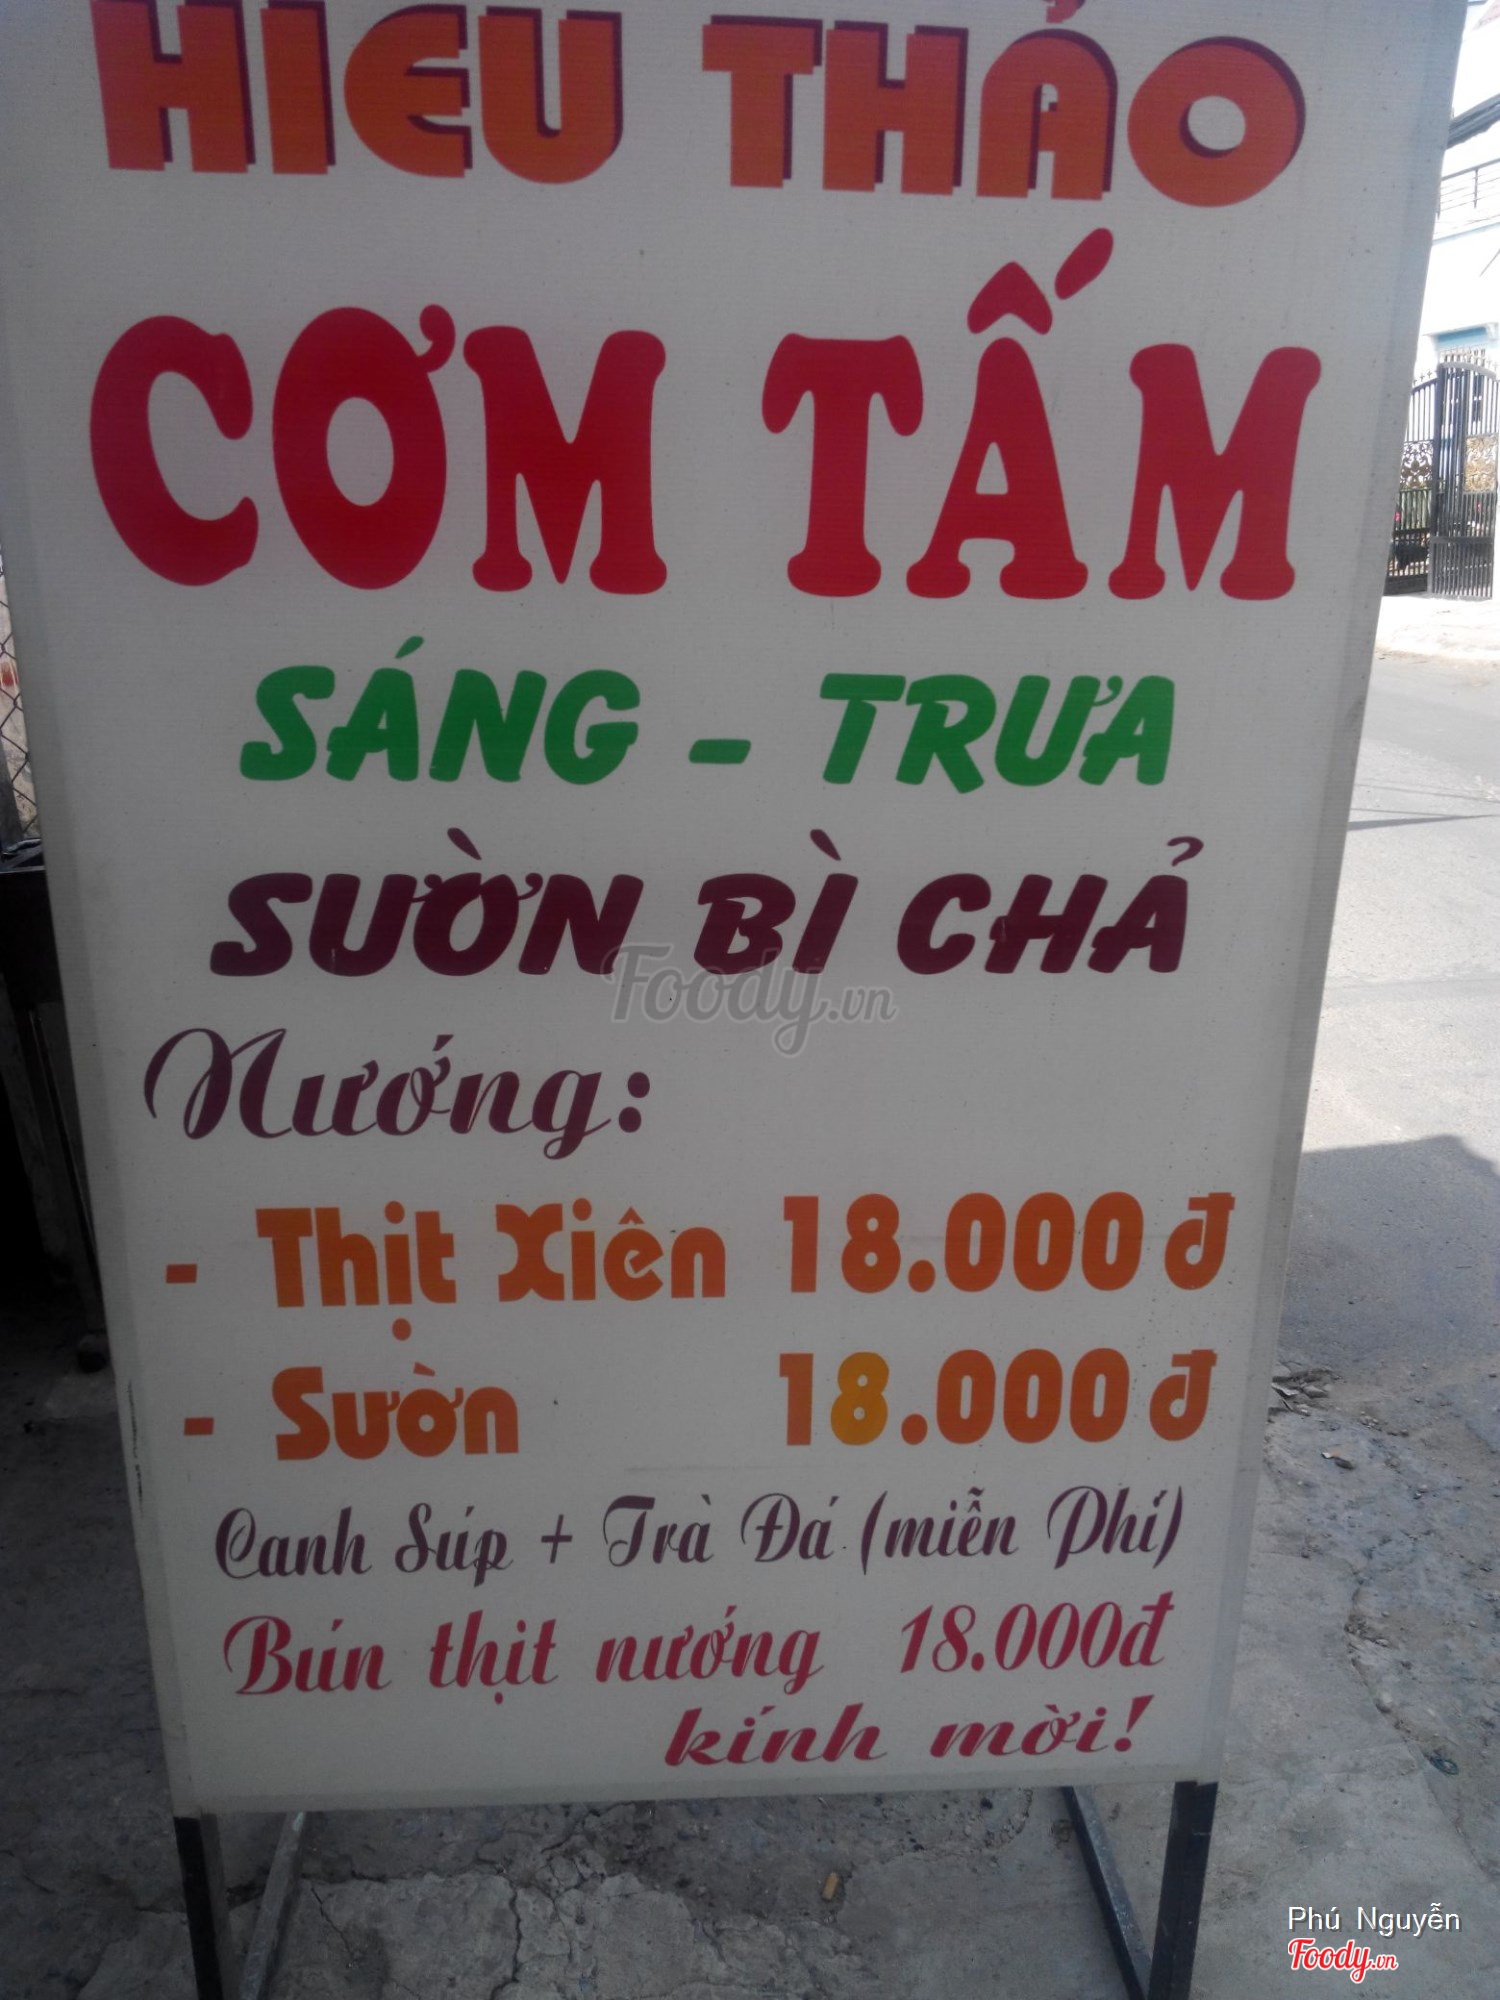 HIẾU THẢO
CƠM TẤM
SÁNG - TRƯA
SƯỜN BÌ CHẢ
Foody.vn
Nướng:
- Thịt Xiên 18.000đ
- Sườn 18.000đ
Canh Súp + Trà Đá (miễn Phí)
Bún thịt nướng 18.000đ
kính mời!
Phú Nguyễn
Foody.vn